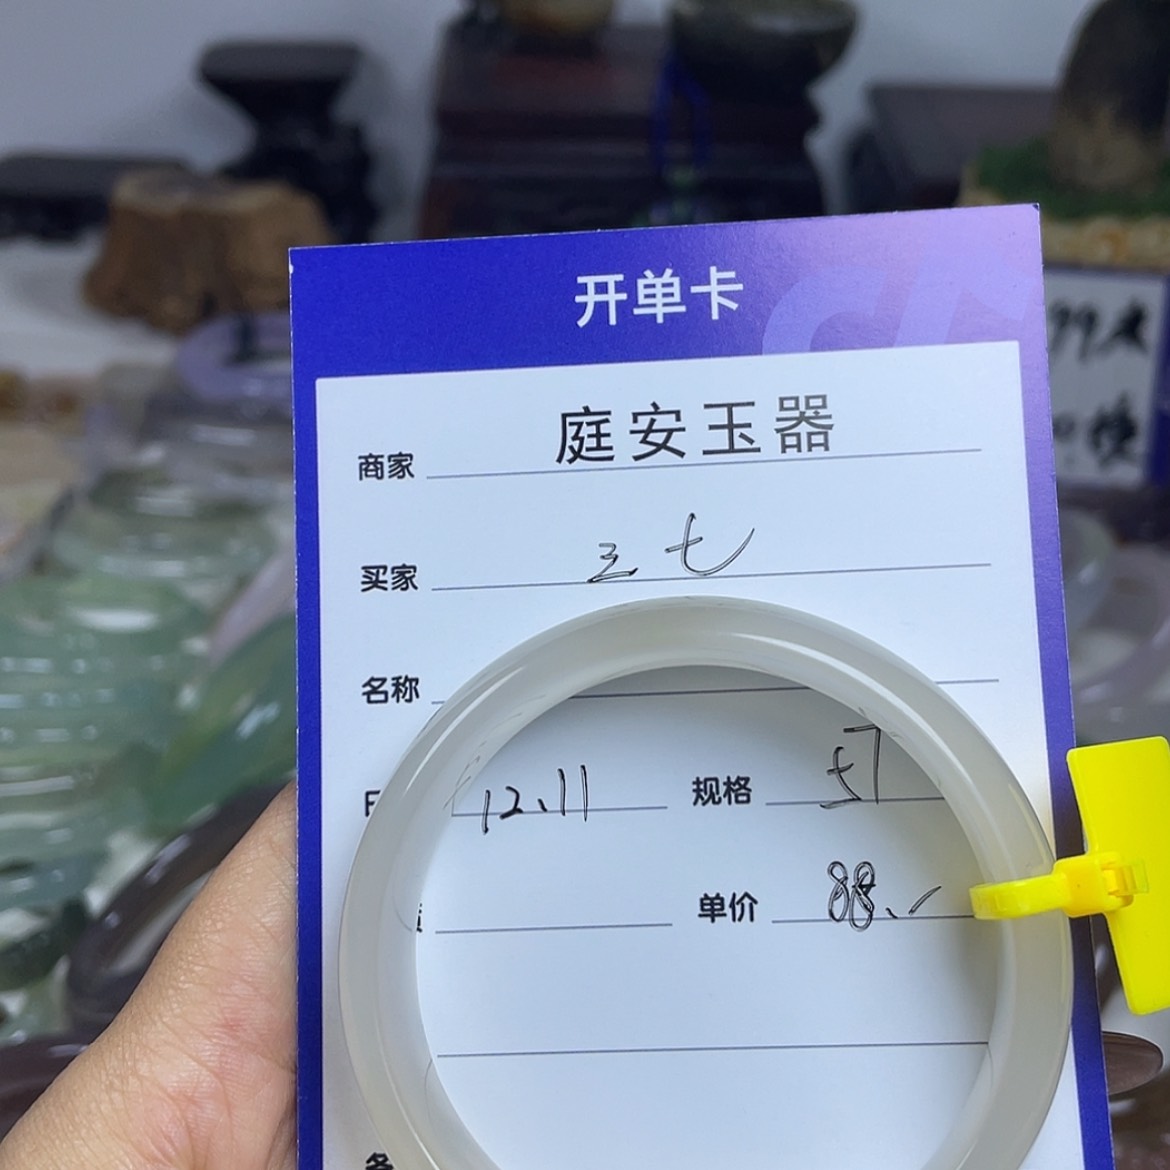 开单卡
商家 庭安玉器
买家 三七
名称
12.11 规格 ±7
单价 88.